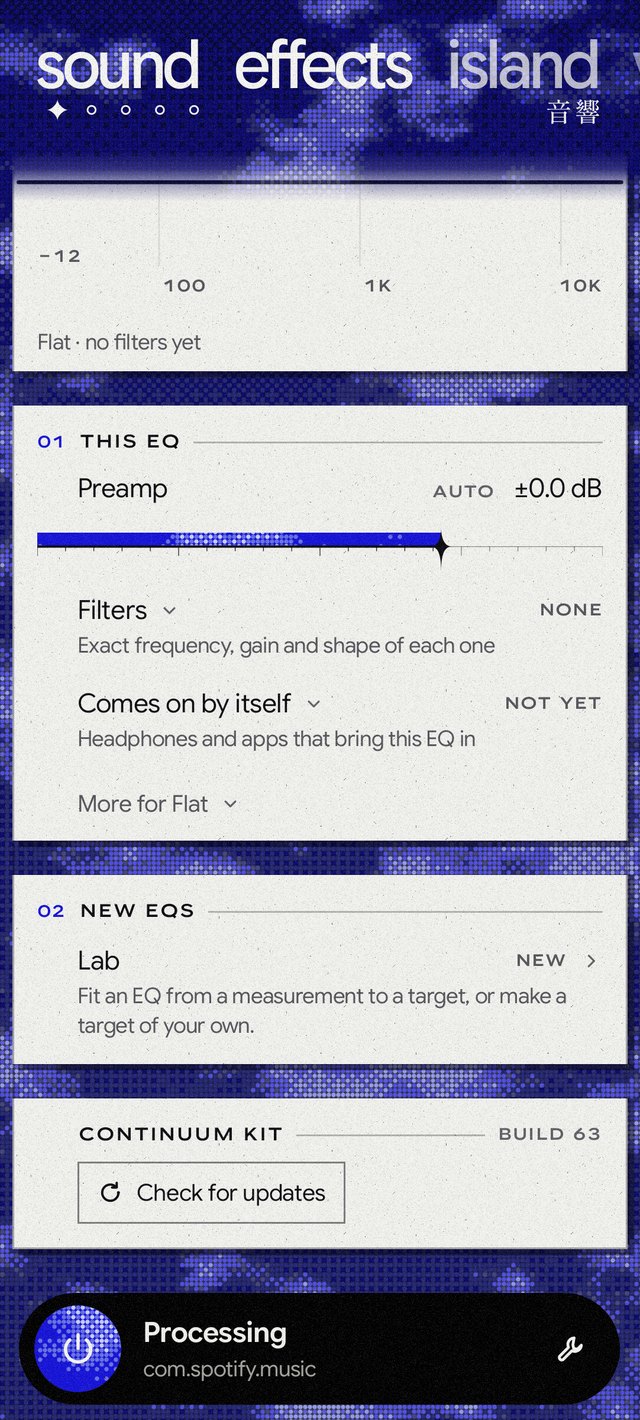 sound effects island
音響
−12
100 1K 10K
Flat · no filters yet
01 THIS EQ
Preamp AUTO ±0.0 dB
Filters NONE
Exact frequency, gain and shape of each one
Comes on by itself NOT YET
Headphones and apps that bring this EQ in
More for Flat
02 NEW EQS
Lab NEW
Fit an EQ from a measurement to a target, or make a
target of your own.
CONTINUUM KIT BUILD 63
Check for updates
Processing
com.spotify.music